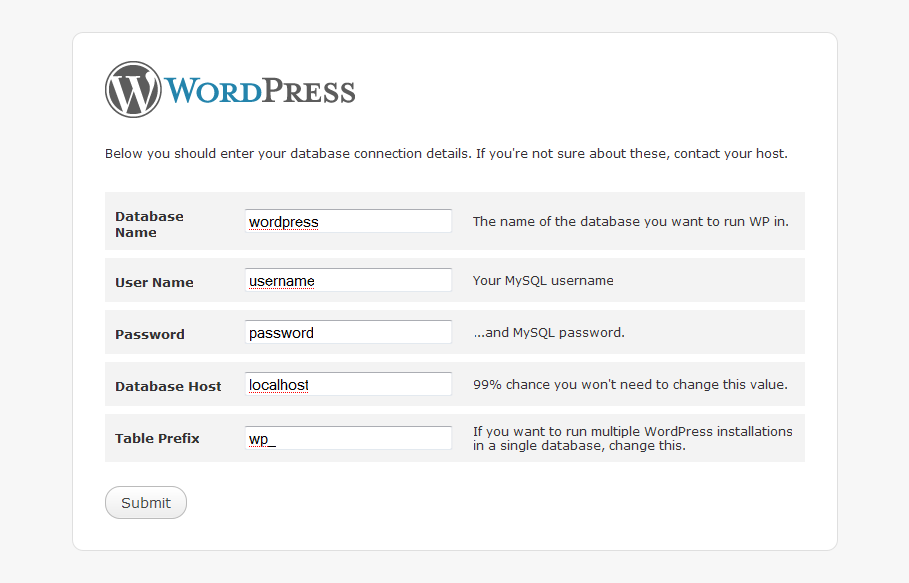 WORDPRESS
Below you should enter your database connection details. If you're not sure about these, contact your host.
Database
Name
wordpress
The name of the database you want to run WP in.
User Name
username
Your MySQL username
Password
password
...and MySQL password.
Database Host
localhost
99% chance you won't need to change this value.
Table Prefix
wp_
If you want to run multiple WordPress installations
in a single database, change this.
Submit